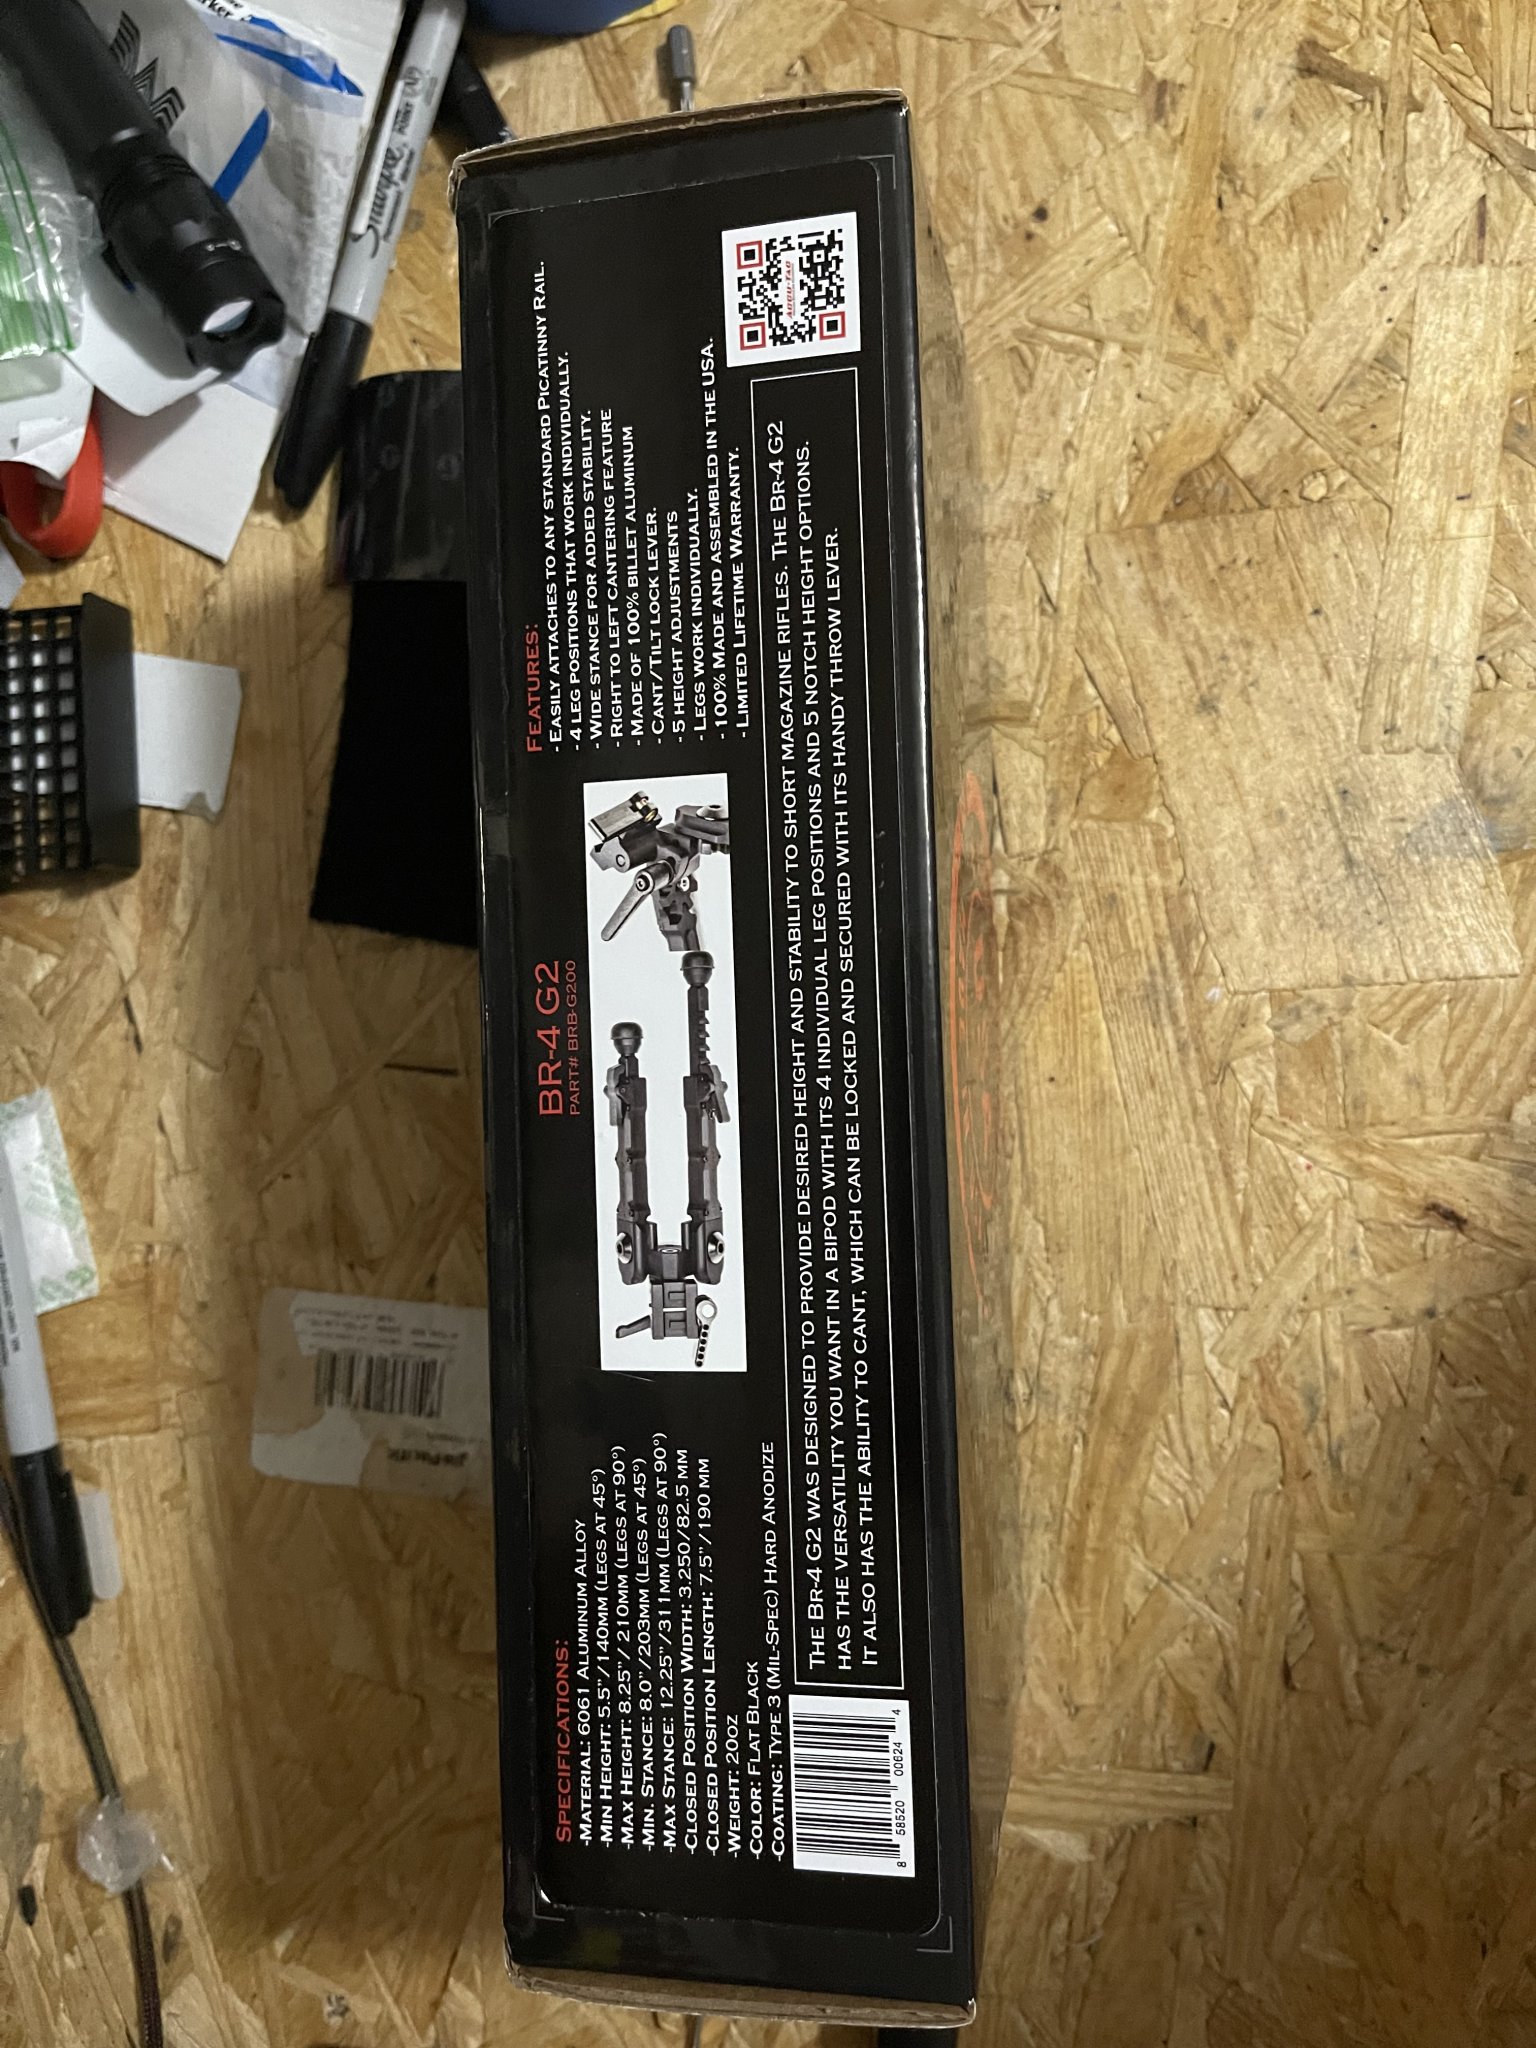 BR-4 G2
PART# BRB-G200
SPECIFICATIONS:
-MATERIAL: 6061 ALUMINUM ALLOY
-MIN HEIGHT: 5.5"/140MM (LEGS AT 45°)
-MAX HEIGHT: 8.25"/ 210MM (LEGS AT 90°)
-MIN. STANCE: 8.0"/203MM (LEGS AT 45°)
-MAX STANCE: 12.25"/311MM (LEGS AT 90°)
-CLOSED POSITION WIDTH: 3.250/82.5 MM
-CLOSED POSITION LENGTH: 7.5"/190 MM
-WEIGHT: 20OZ
-COLOR: FLAT BLACK
-COATING: TYPE 3 (MIL-SPEC) HARD ANODIZE
FEATURES:
- EASILY ATTACHES TO ANY STANDARD PICATINNY RAIL.
- 4 LEG POSITIONS THAT WORK INDIVIDUALLY.
- WIDE STANCE FOR ADDED STABILITY.
- RIGHT TO LEFT CANTERING FEATURE
- MADE OF 100% BILLET ALUMINUM
- CANT/TILT LOCK LEVER.
- 5 HEIGHT ADJUSTMENTS
- LEGS WORK INDIVIDUALLY.
- 100% MADE AND ASSEMBLED IN THE USA.
- LIMITED LIFETIME WARRANTY.
THE BR-4 G2 WAS DESIGNED TO PROVIDE DESIRED HEIGHT AND STABILITY TO SHORT MAGAZINE RIFLES. THE BR-4 G2
HAS THE VERSATILITY YOU WANT IN A BIPOD WITH ITS 4 INDIVIDUAL LEG POSITIONS AND 5 NOTCH HEIGHT OPTIONS.
IT ALSO HAS THE ABILITY TO CANT, WHICH CAN BE LOCKED AND SECURED WITH ITS HANDY THROW LEVER.
8 58520 00624 4
ACCU-TAC
Sharpie